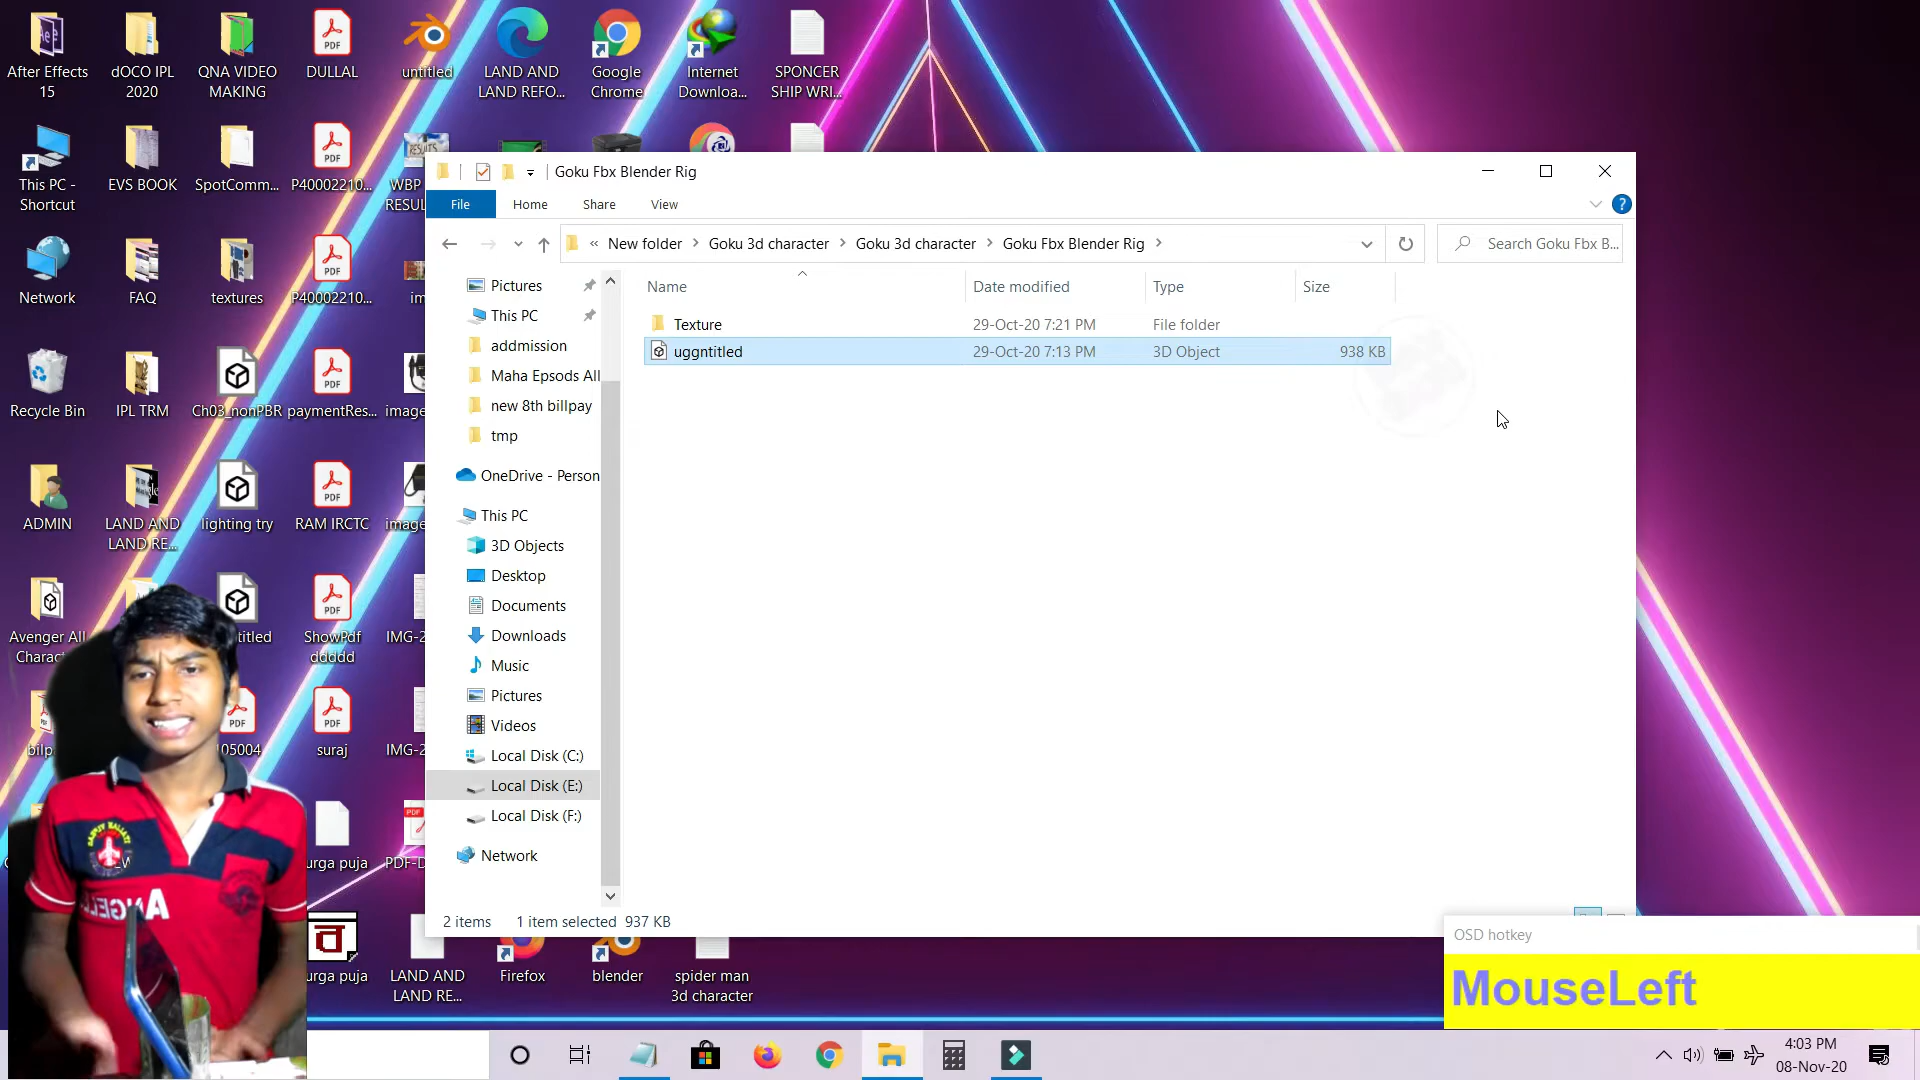 After Effects
15
dOCO IPL
2020
QNA VIDEO
MAKING
DULLAL
untitled
LAND AND
LAND REFO...
Google
Chrome
Internet
Downloa...
SPONCER
SHIP WRI...
This PC -
Shortcut
EVS BOOK
SpotComm...
P40002210...
RESULTS
WBP
RESUL
Network
FAQ
textures
P40002210...
im
Recycle Bin
IPL TRM
Ch03_nonPBR
paymentRes...
image
ADMIN
LAND AND
LAND RE...
lighting try
RAM IRCTC
image
Avenger All
Charac
titled
ShowPdf
ddddd
IMG-2
bilp
105004
suraj
IMG-2
urga puja
PDF-D
urga puja
LAND AND
LAND RE...
Firefox
blender
spider man
3d character
Goku Fbx Blender Rig
File
Home
Share
View
« New folder > Goku 3d character > Goku 3d character > Goku Fbx Blender Rig >
Search Goku Fbx B...
Name
Date modified
Type
Size
Texture
29-Oct-20 7:21 PM
File folder
uggntitled
29-Oct-20 7:13 PM
3D Object
938 KB
Pictures
This PC
addmission
Maha Epsods All
new 8th billpay
tmp
OneDrive - Person
This PC
3D Objects
Desktop
Documents
Downloads
Music
Pictures
Videos
Local Disk (C:)
Local Disk (E:)
Local Disk (F:)
Network
2 items
1 item selected 937 KB
OSD hotkey
MouseLeft
4:03 PM
08-Nov-20